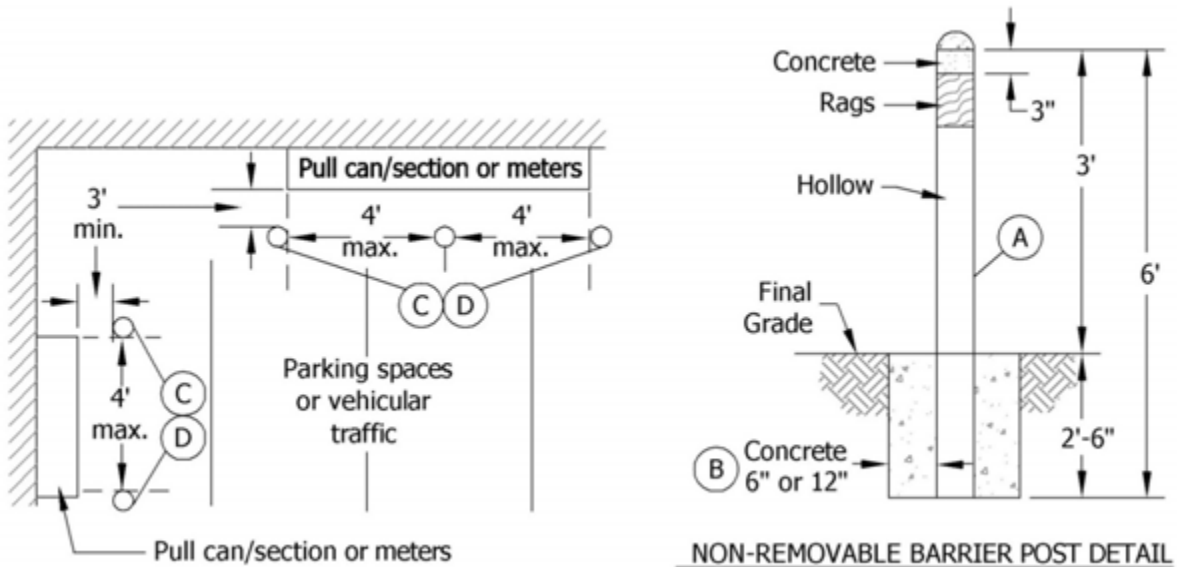 Pull can/section or meters
3'
min.
4'
max.
4'
max.
C D
4'
max.
C
D
Parking spaces
or vehicular
traffic
Pull can/section or meters
Concrete
Rags
3"
3'
Hollow
A
6'
Final
Grade
2'-6"
B Concrete
6" or 12"
NON-REMOVABLE BARRIER POST DETAIL